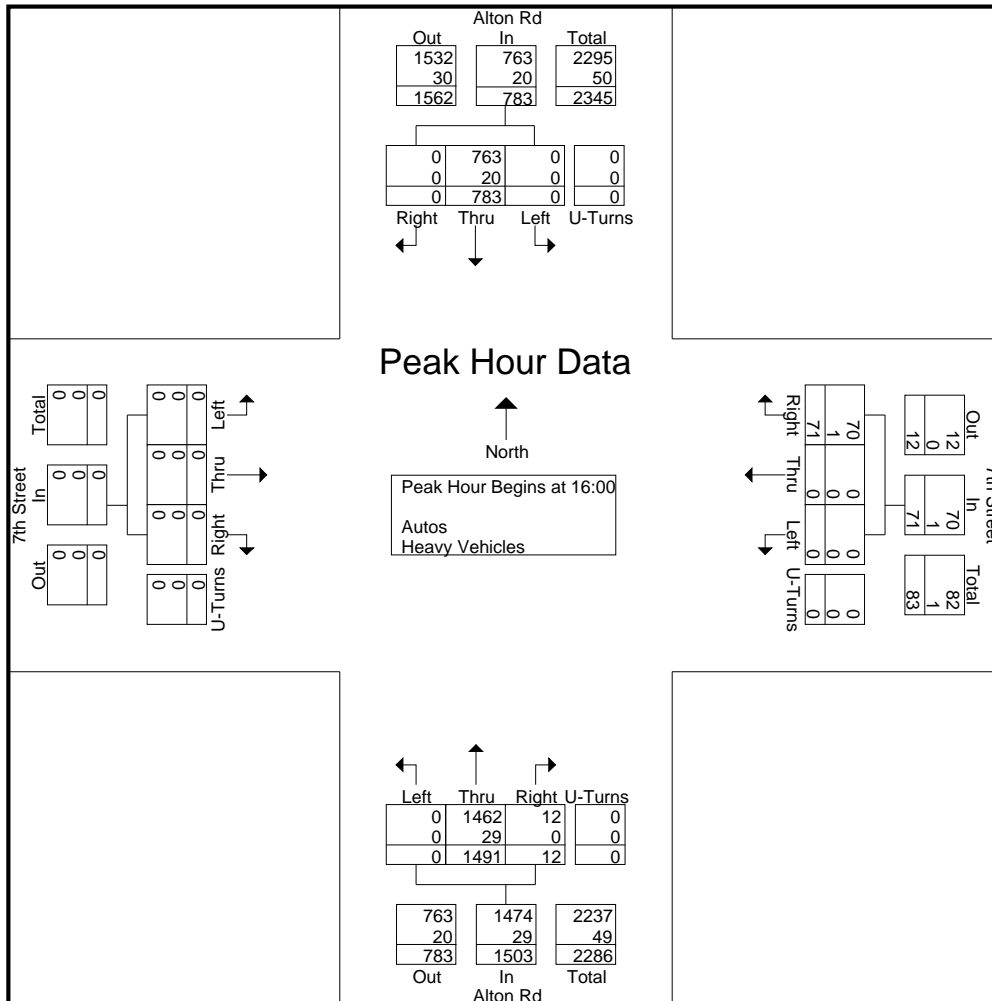 Alton Rd
Out In Total
1532 763 2295
30 20 50
1562 783 2345
0 763 0 0
0 20 0 0
0 783 0 0
Right Thru Left U-Turns
Peak Hour Data
North
Peak Hour Begins at 16:00
Autos
Heavy Vehicles
7th Street
Total In Out
0 0 0
0 0 0
0 0 0
Left Thru Right U-Turns
0 0 0 0
0 0 0 0
0 0 0 0
Right Thru Left U-Turns
70 0 0 0
1 0 0 0
71 0 0 0
7th Street
Out In Total
12 70 82
0 1 1
12 71 83
Left Thru Right U-Turns
0 1462 12 0
0 29 0 0
0 1491 12 0
763 1474 2237
20 29 49
783 1503 2286
Out In Total
Alton Rd